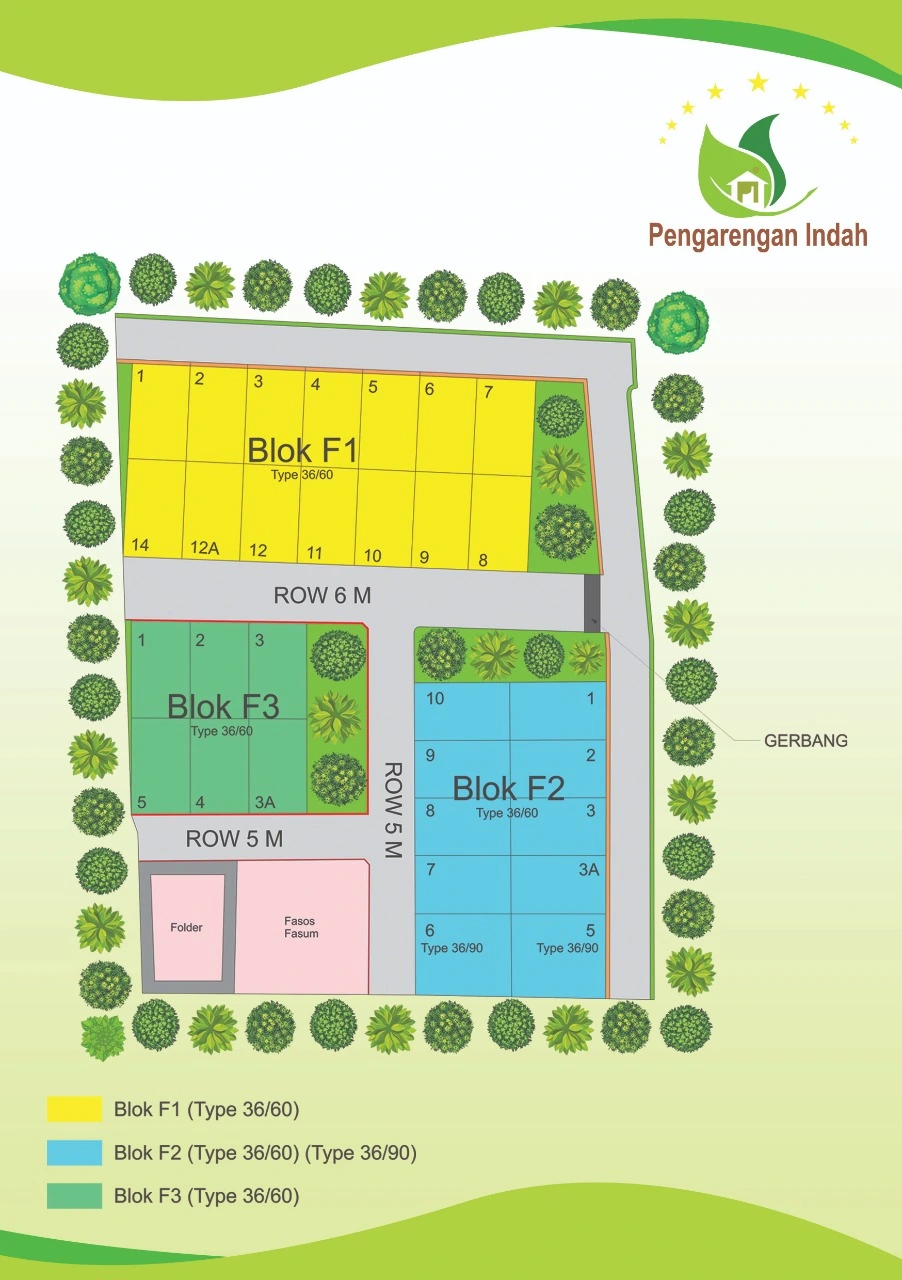 PI
Pengarengan Indah
1 2 3 4 5 6 7
Blok F1
Type 36/60
14 12A 12 11 10 9 8
ROW 6 M
1 2 3
Blok F3
Type 36/60
5 4 3A
ROW 5 M
ROW 5 M
Folder
Fasos
Fasum
10 1
9 2
Blok F2
Type 36/60
8 3
7 3A
6 5
Type 36/90 Type 36/90
GERBANG
Blok F1 (Type 36/60)
Blok F2 (Type 36/60) (Type 36/90)
Blok F3 (Type 36/60)